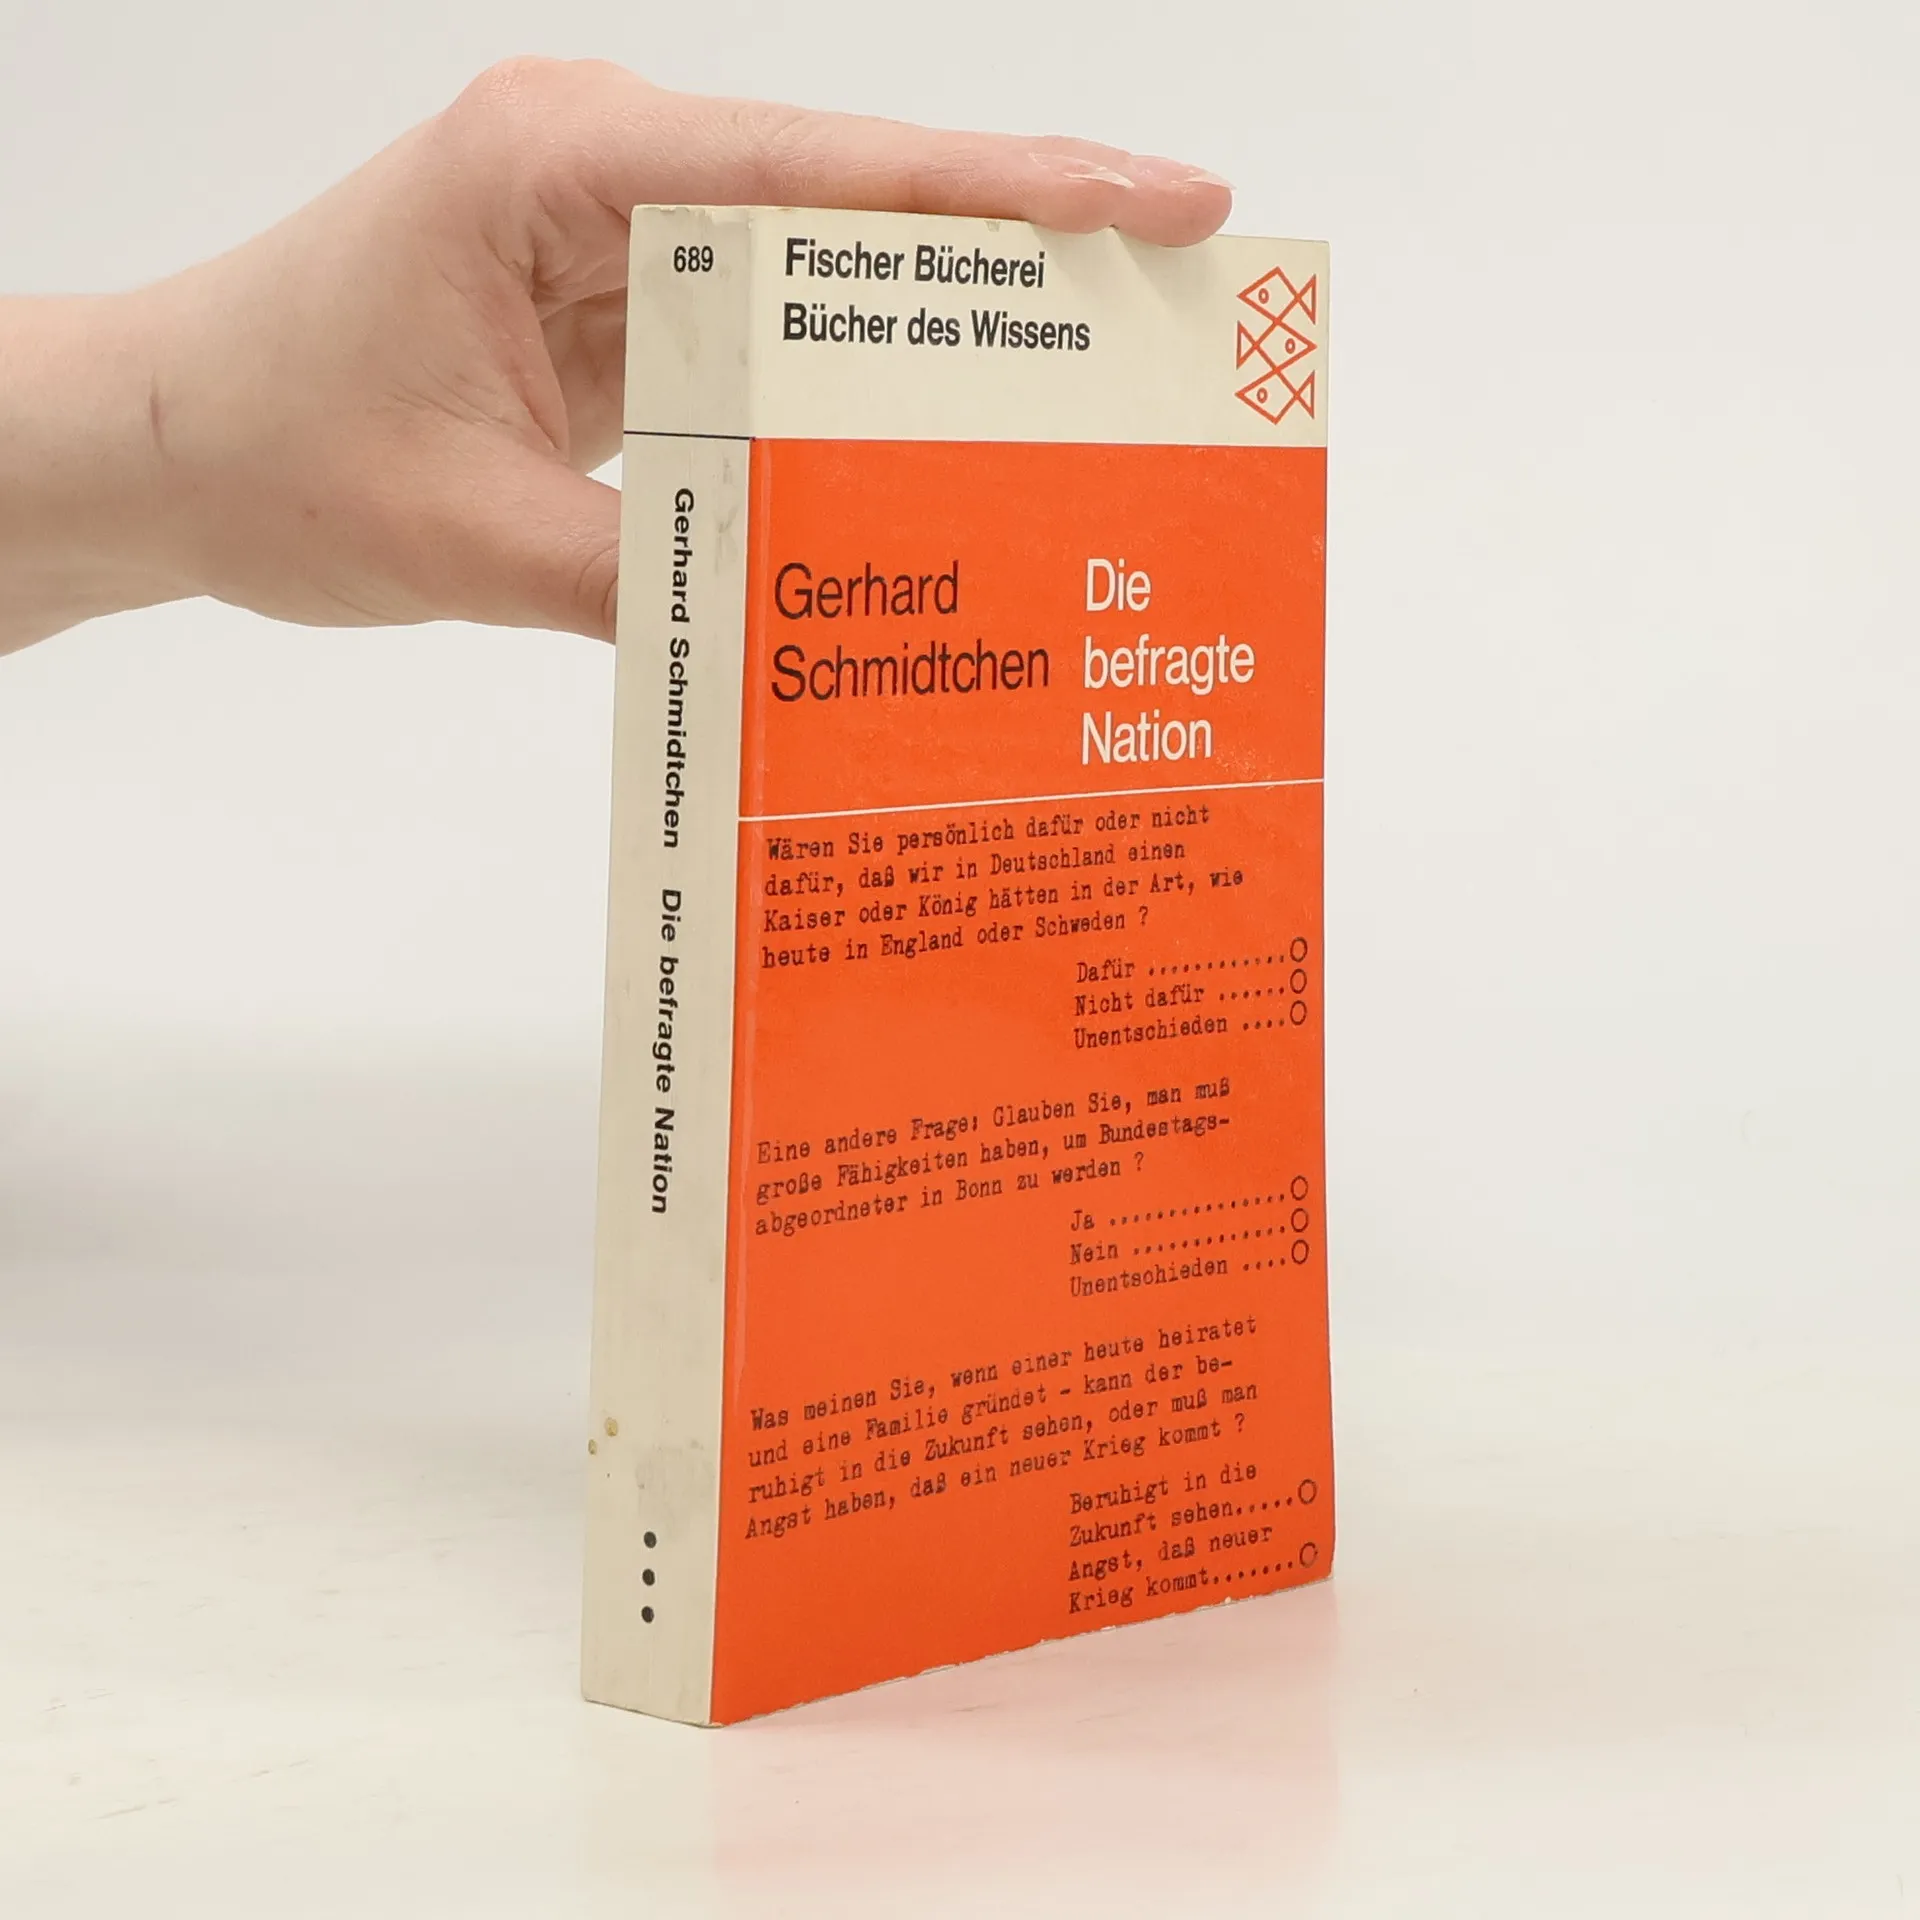 689
Gerhard Schmidtchen Die befragte Nation
Fischer Bücherei
Bücher des Wissens
Gerhard
Schmidtchen
Die
befragte
Nation
Wären Sie persönlich dafür oder nicht
dafür, daß wir in Deutschland einen
Kaiser oder König hätten in der Art, wie
heute in England oder Schweden ?
Dafür ............O
Nicht dafür ......O
Unentschieden ....O
Eine andere Frage: Glauben Sie, man muß
große Fähigkeiten haben, um Bundestags-
abgeordneter in Bonn zu werden ?
Ja ...............O
Nein .............O
Unentschieden ....O
Was meinen Sie, wenn einer heute heiratet
und eine Familie gründet - kann der be-
ruhigt in die Zukunft sehen, oder muß man
Angst haben, daß ein neuer Krieg kommt ?
Beruhigt in die
Zukunft sehen.....O
Angst, daß neuer
Krieg kommt.......O